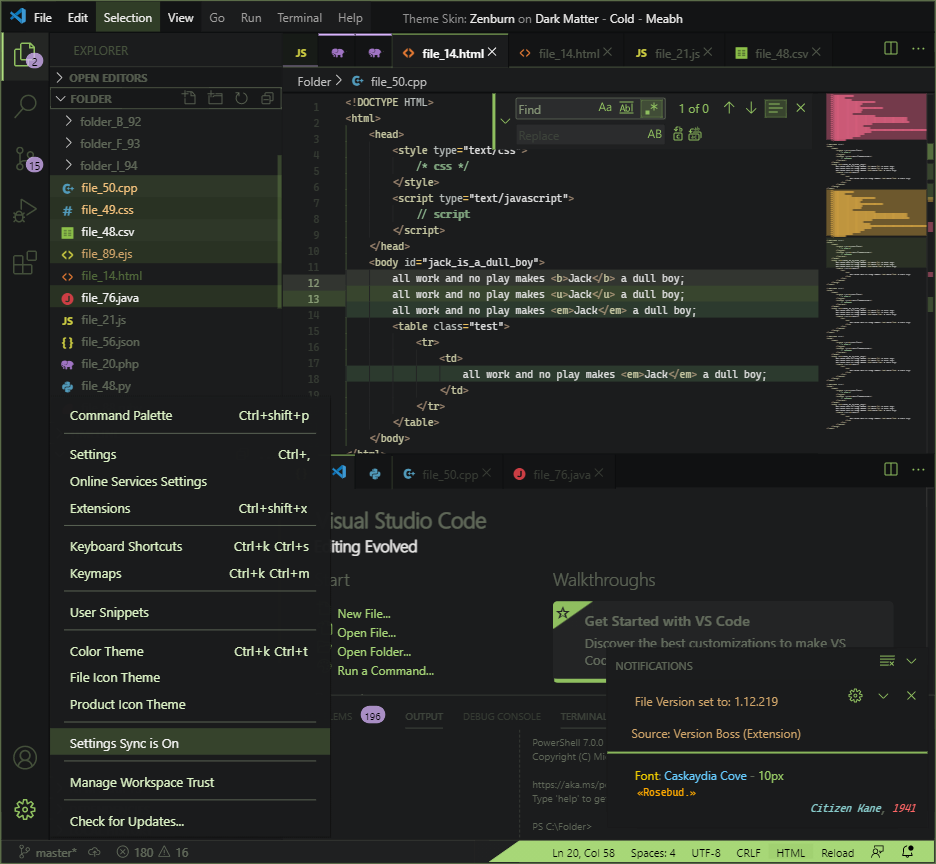 File Edit Selection View Go Run Terminal Help Theme Skin: Zenburn on Dark Matter - Cold - Meabh
2 EXPLORER JS file_14.html file_14.html JS file_21.js file_48.csv
OPEN EDITORS
FOLDER
Folder file_50.cpp
folder_B_92
folder_F_93
folder_I_94
15
file_50.cpp
# file_49.css
file_48.csv
file_89.ejs
file_14.html
file_76.java
JS file_21.js
{} file_56.json
file_20.php
file_48.py
1 <!DOCTYPE HTML>
2 <html>
3 <head>
4 <style type="text/css">
5 /* css */
6 </style>
7 <script type="text/javascript">
8 // script
9 </script>
10 </head>
11 <body id="jack_is_a_dull_boy">
12 all work and no play makes <b>Jack</b> a dull boy;
13 all work and no play makes <u>Jack</u> a dull boy;
14 all work and no play makes <em>Jack</em> a dull boy;
15 <table class="test">
16 <tr>
17 <td>
18 all work and no play makes <em>Jack</em> a dull boy;
19 </td>
</tr>
</table>
</body>
</html>
Find Aa Abl .* 1 of 0
Replace AB
Command Palette Ctrl+shift+p
Settings Ctrl+,
Online Services Settings
Extensions Ctrl+shift+x
Keyboard Shortcuts Ctrl+k Ctrl+s
Keymaps Ctrl+k Ctrl+m
User Snippets
Color Theme Ctrl+k Ctrl+t
File Icon Theme
Product Icon Theme
Settings Sync is On
Manage Workspace Trust
Check for Updates...
file_50.cpp file_76.java
isual Studio Code
iting Evolved
art
New File...
Open File...
Open Folder...
Run a Command...
Walkthroughs
Get Started with VS Code
Discover the best customizations to make VS
Coc
LEMS 196 OUTPUT DEBUG CONSOLE TERMINAL
PowerShell 7.0.0
Copyright (C) Mi
https://aka.ms/p
Type 'help' to ge
PS C:\Folder>
NOTIFICATIONS
File Version set to: 1.12.219
Source: Version Boss (Extension)
Font: Caskaydia Cove - 10px
«Rosebud.»
Citizen Kane, 1941
master* 180 16 Ln 20, Col 58 Spaces: 4 UTF-8 CRLF HTML Reload